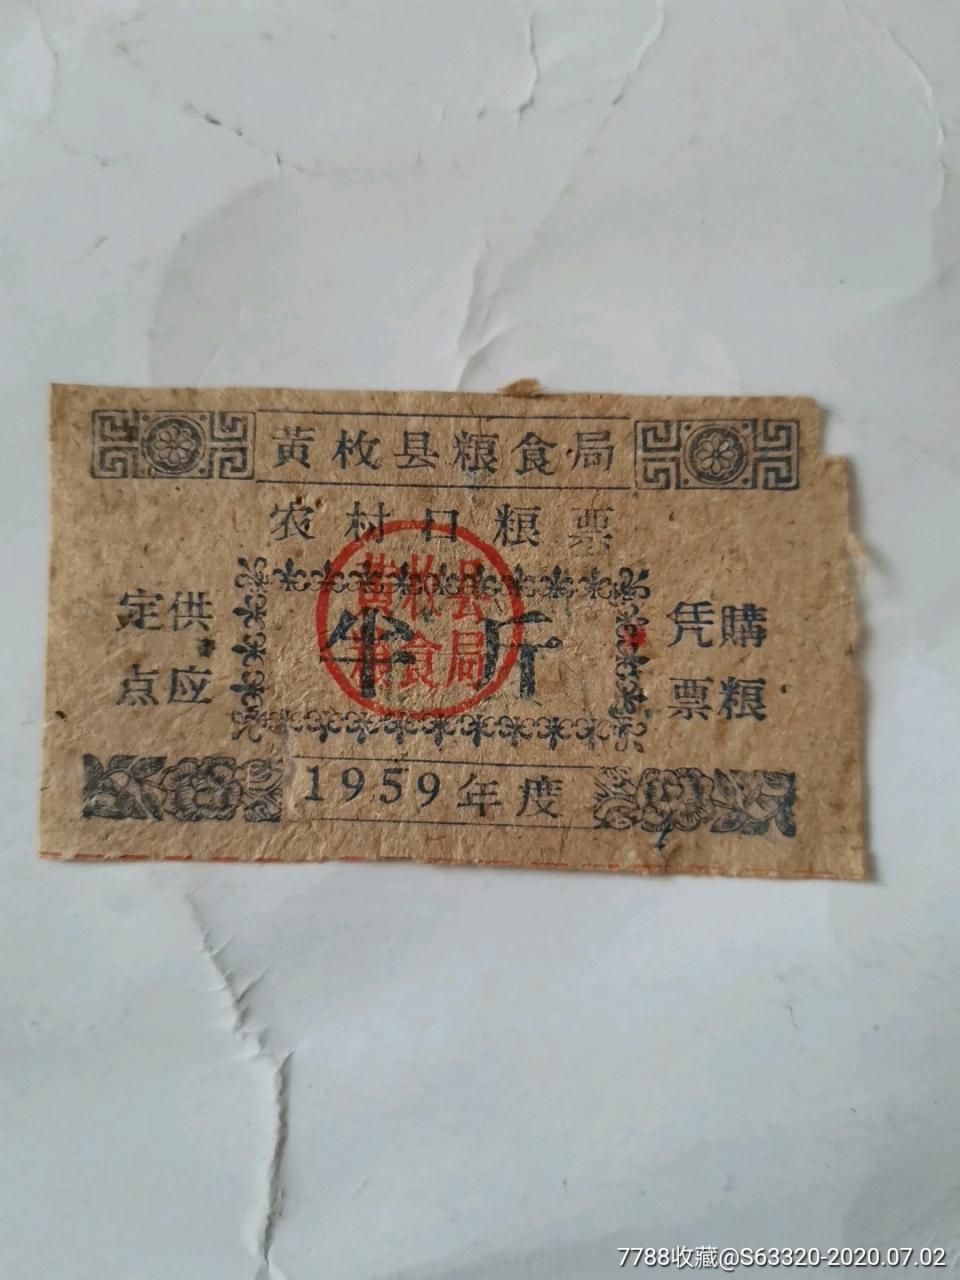 黄枚县粮食局
农村口粮票
定点
供应
半斤
黄枚县
粮食局
凭票
購粮
1959年度
7788收藏@S63320-2020.07.02